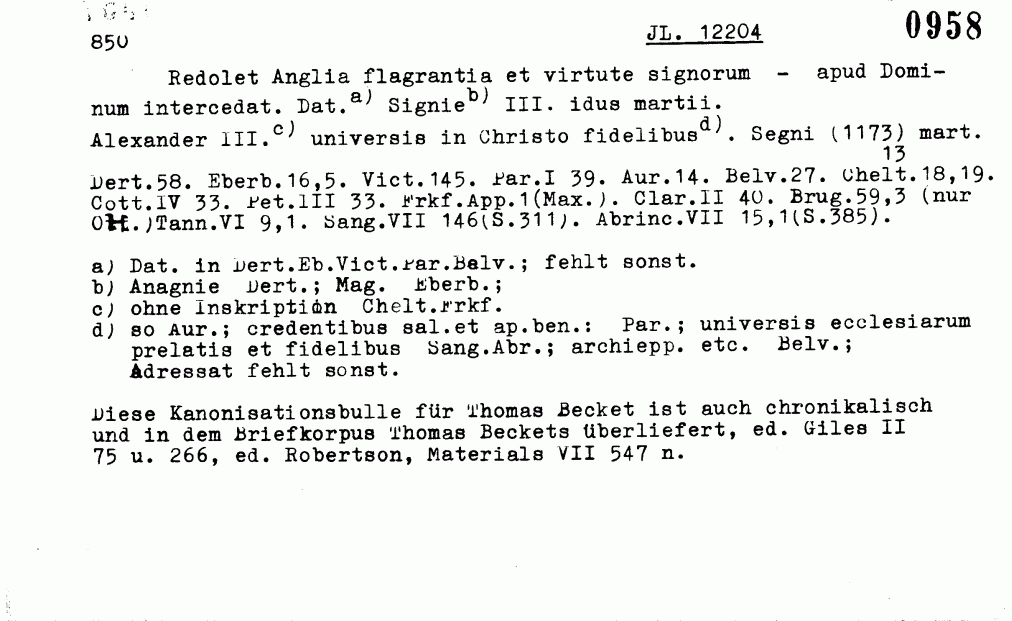 850 JL. 12204 0958
Redolet Anglia flagrantia et virtute signorum - apud Domi-
num intercedat. Dat.a) Signieb) III. idus martii.
Alexander III.c) universis in Christo fidelibusd). Segni (1173) mart.
13
Dert.58. Eberb.16,5. Vict.145. Par.I 39. Aur.14. Belv.27. Chelt.18,19.
Cott.IV 33. Pet.III 33. Frkf.App.1(Max.). Clar.II 40. Brug.59,3 (nur
OH.)Tann.VI 9,1. Sang.VII 146(S.311). Abrinc.VII 15,1(S.385).
a) Dat. in Dert.Eb.Vict.Par.Belv.; fehlt sonst.
b) Anagnie Dert.; Mag. Eberb.;
c) ohne Inskription Chelt.Frkf.
d) so Aur.; credentibus sal.et ap.ben.: Par.; universis ecclesiarum
prelatis et fidelibus Sang.Abr.; archiepp. etc. Belv.;
Adressat fehlt sonst.
Diese Kanonisationsbulle für Thomas Becket ist auch chronikalisch
und in dem Briefkorpus Thomas Beckets überliefert, ed. Giles II
75 u. 266, ed. Robertson, Materials VII 547 n.